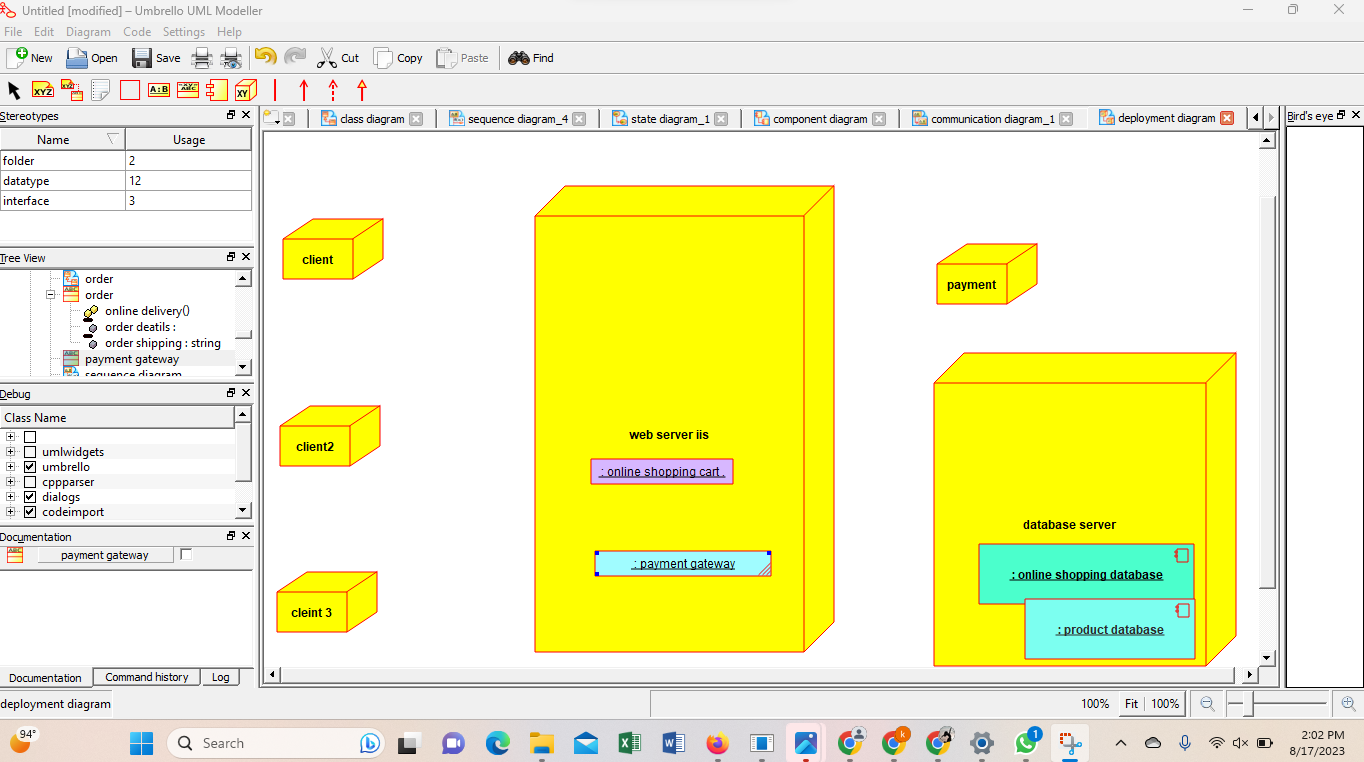 Untitled [modified] – Umbrello UML Modeller
File Edit Diagram Code Settings Help
New Open Save Cut Copy Paste Find
XYZ XYZ A:B ABC XY
Stereotypes
Name Usage
folder 2
datatype 12
interface 3
Tree View
order
order
online delivery()
order deatils :
order shipping : string
payment gateway
sequence diagram
Debug
Class Name
umlwidgets
umbrello
cppparser
dialogs
codeimport
Documentation
payment gateway
Documentation Command history Log
deployment diagram
class diagram sequence diagram_4 state diagram_1 component diagram communication diagram_1 deployment diagram
client
client2
cleint 3
web server iis
: online shopping cart .
: payment gateway
payment
database server
: online shopping database
: product database
Bird's eye
100% Fit 100%
94°
Search
k
1
2:02 PM
8/17/2023